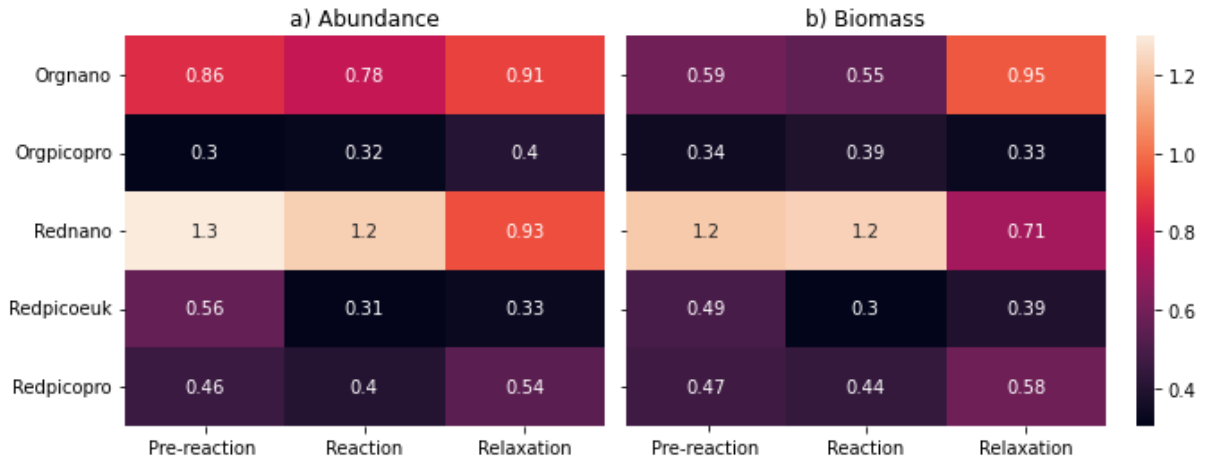 a) Abundance b) Biomass
Orgnano 0.86 0.78 0.91 0.59 0.55 0.95 1.2
Orgpicopro 0.3 0.32 0.4 0.34 0.39 0.33 1.0
Rednano 1.3 1.2 0.93 1.2 1.2 0.71 0.8
Redpicoeuk 0.56 0.31 0.33 0.49 0.3 0.39 0.6
Redpicopro 0.46 0.4 0.54 0.47 0.44 0.58 0.4
Pre-reaction Reaction Relaxation Pre-reaction Reaction Relaxation